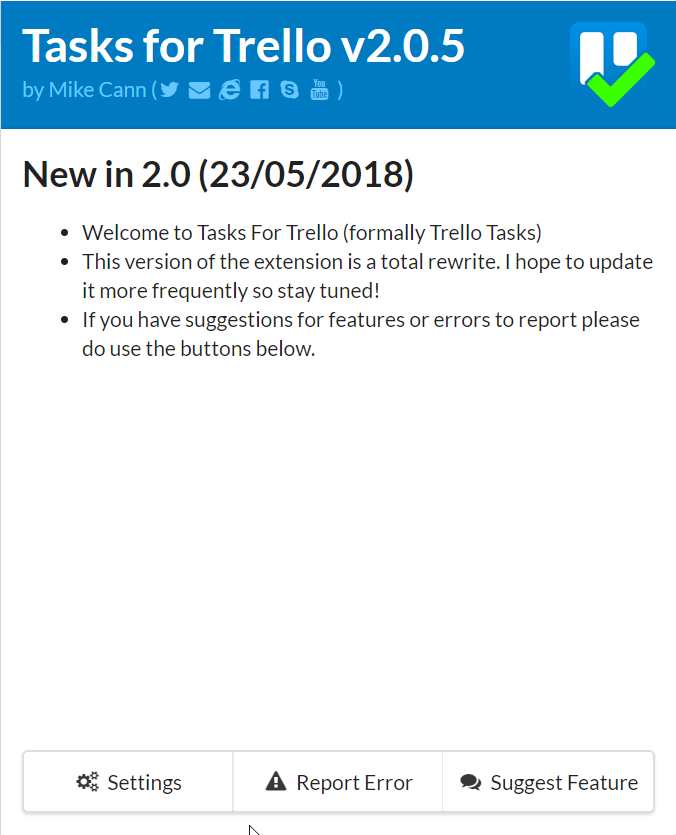 Tasks for Trello v2.0.5
by Mike Cann ( You Tube )
New in 2.0 (23/05/2018)
• Welcome to Tasks For Trello (formally Trello Tasks)
• This version of the extension is a total rewrite. I hope to update
it more frequently so stay tuned!
• If you have suggestions for features or errors to report please
do use the buttons below.
Settings Report Error Suggest Feature